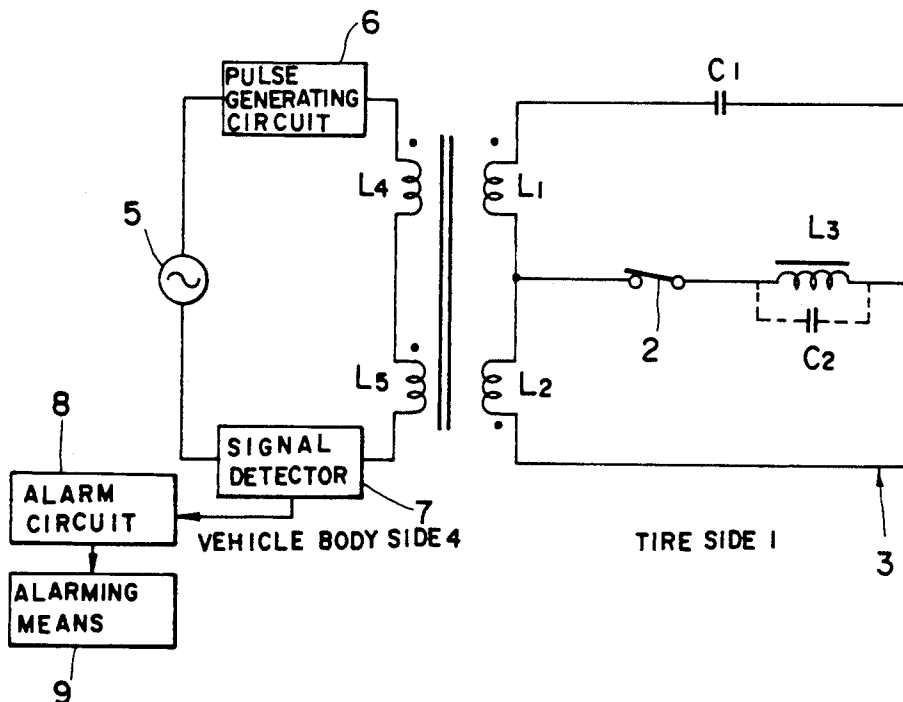 6
PULSE
GENERATING
CIRCUIT
C1
L4
L1
5
L3
2
C2
L5
L2
8
SIGNAL
DETECTOR
7
ALARM
CIRCUIT
VEHICLE BODY SIDE 4
TIRE SIDE 1
3
ALARMING
MEANS
9